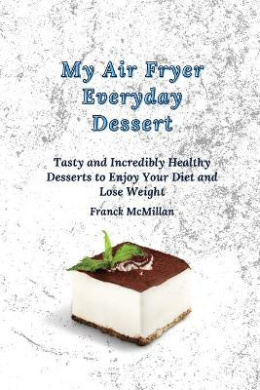 My Air Fryer
Everyday
Dessert
Tasty and Incredibly Healthy
Desserts to Enjoy Your Diet and
Lose Weight
Franck McMillan